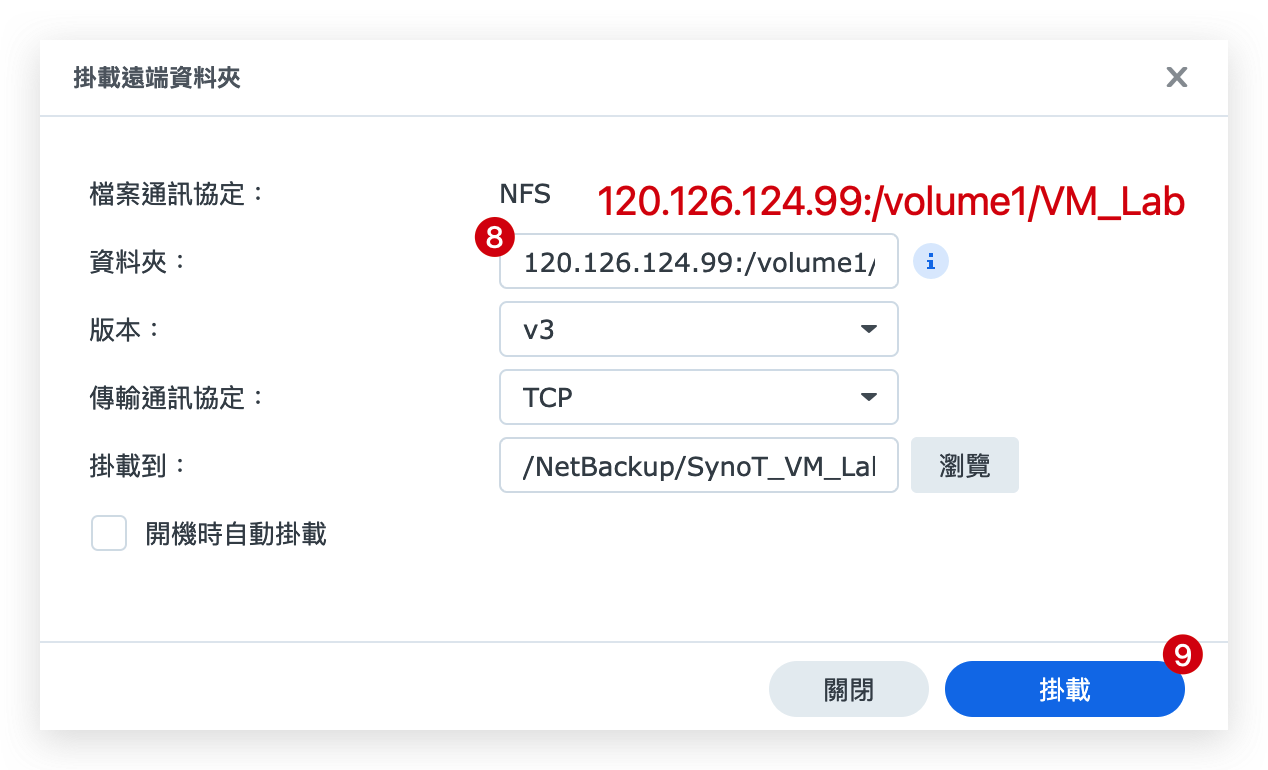 掛載遠端資料夾
檔案通訊協定：
NFS
120.126.124.99:/volume1/VM_Lab
8
資料夾：
120.126.124.99:/volume1/
i
版本：
v3
傳輸通訊協定：
TCP
掛載到：
/NetBackup/SynoT_VM_Lal
瀏覽
開機時自動掛載
9
關閉
掛載